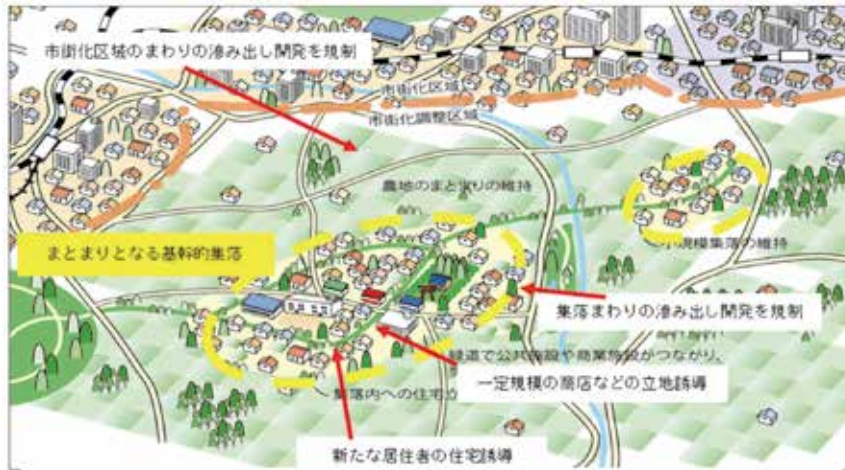 市街化区域のまわりの滲み出し開発を規制
市街化区域
市街化調整区域
農地のまとまりの維持
まとまりとなる基幹的集落
小規模集落の維持
集落まわりの滲み出し開発を規制
緑道で公共施設や商業施設がつながり、
一定規模の商店などの立地誘導
集落内への住宅立
新たな居住者の住宅誘導